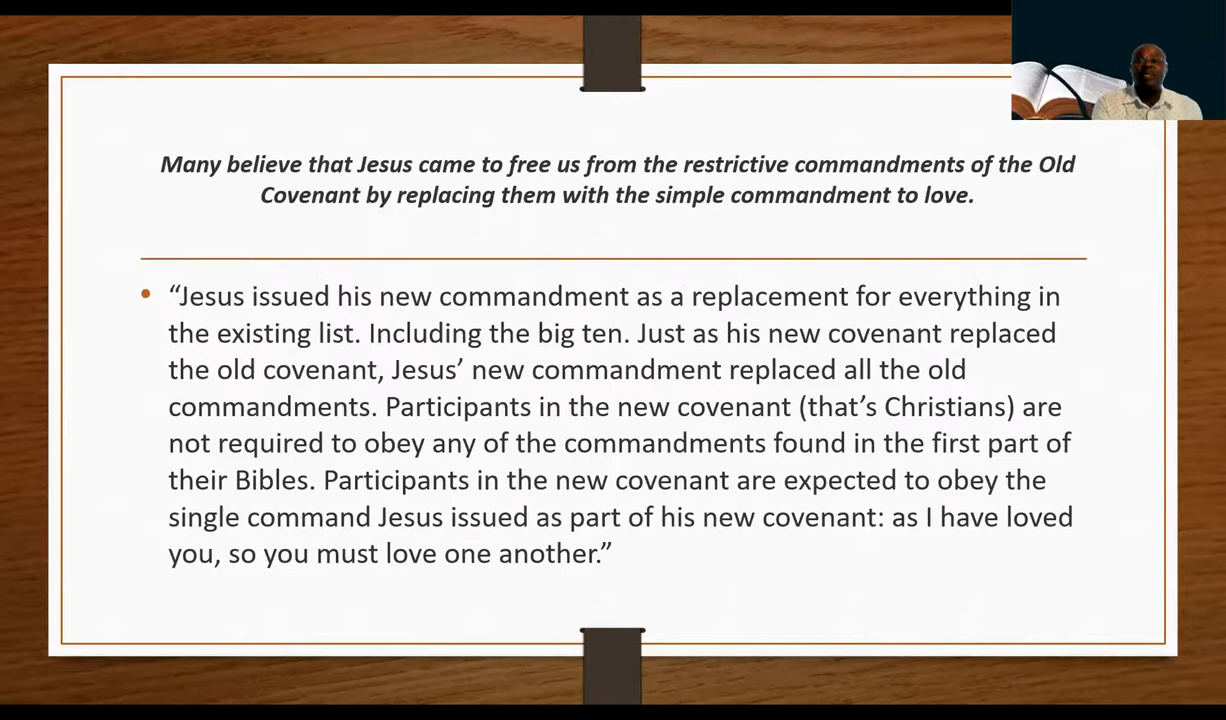 Many believe that Jesus came to free us from the restrictive commandments of the Old
Covenant by replacing them with the simple commandment to love.
• “Jesus issued his new commandment as a replacement for everything in
the existing list. Including the big ten. Just as his new covenant replaced
the old covenant, Jesus’ new commandment replaced all the old
commandments. Participants in the new covenant (that’s Christians) are
not required to obey any of the commandments found in the first part of
their Bibles. Participants in the new covenant are expected to obey the
single command Jesus issued as part of his new covenant: as I have loved
you, so you must love one another.”